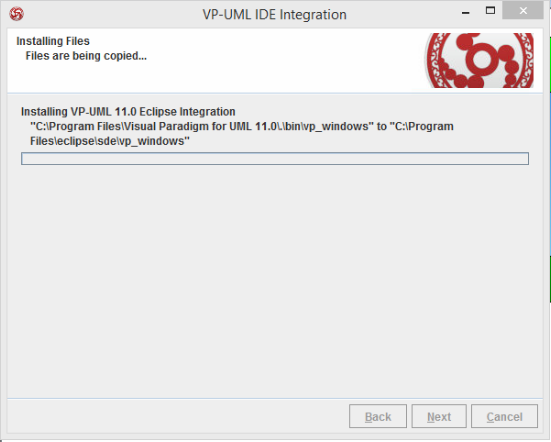 VP-UML IDE Integration
Installing Files
Files are being copied...
Installing VP-UML 11.0 Eclipse Integration
"C:\Program Files\Visual Paradigm for UML 11.0\.\bin\vp_windows" to "C:\Program
Files\eclipse\sde\vp_windows"
Back Next Cancel